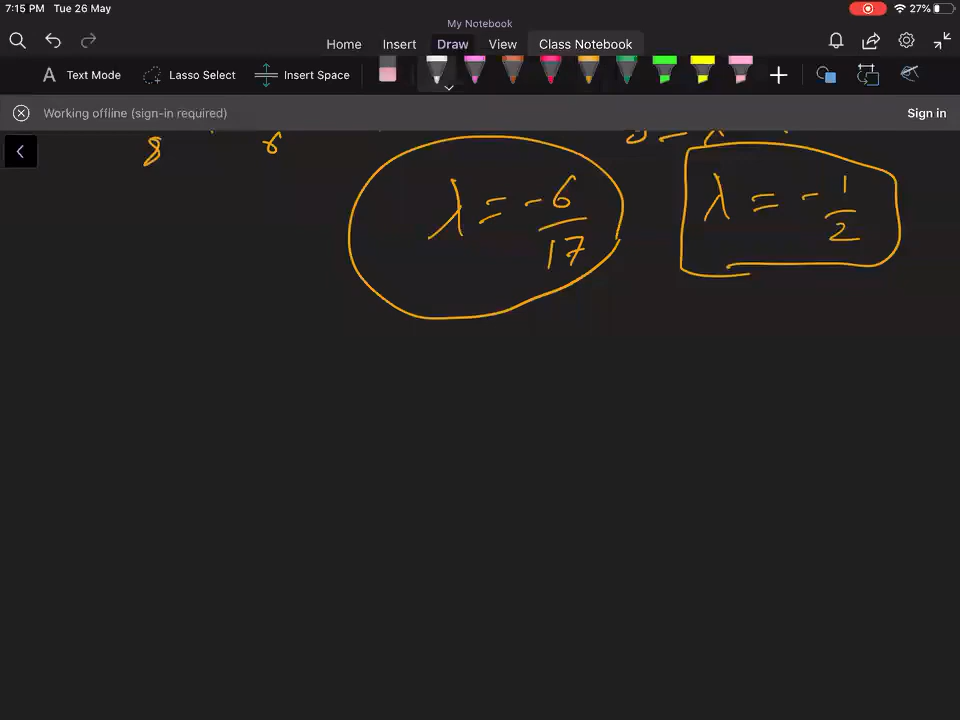 7:15 PM Tue 26 May
27%
My Notebook
Home Insert Draw View Class Notebook
A Text Mode Lasso Select Insert Space
Working offline (sign-in required) Sign in
8
λ = -6/17
λ = -1/2